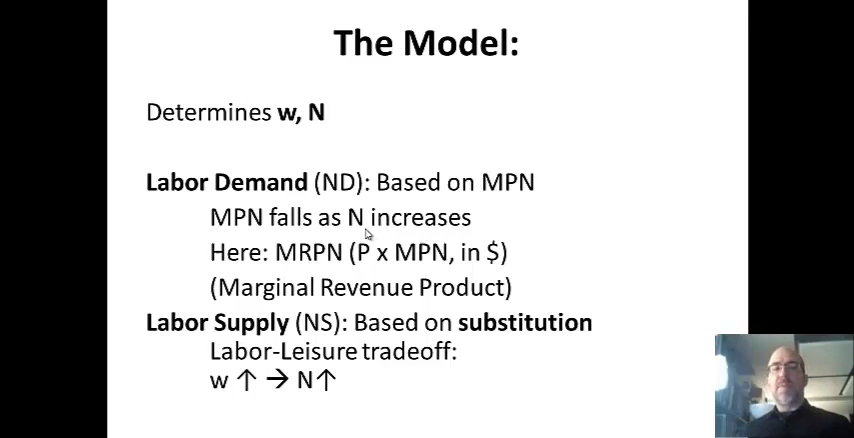 The Model:
Determines w, N
Labor Demand (ND): Based on MPN
MPN falls as N increases
Here: MRPN (P x MPN, in $)
(Marginal Revenue Product)
Labor Supply (NS): Based on substitution
Labor-Leisure tradeoff:
w ↑ → N↑